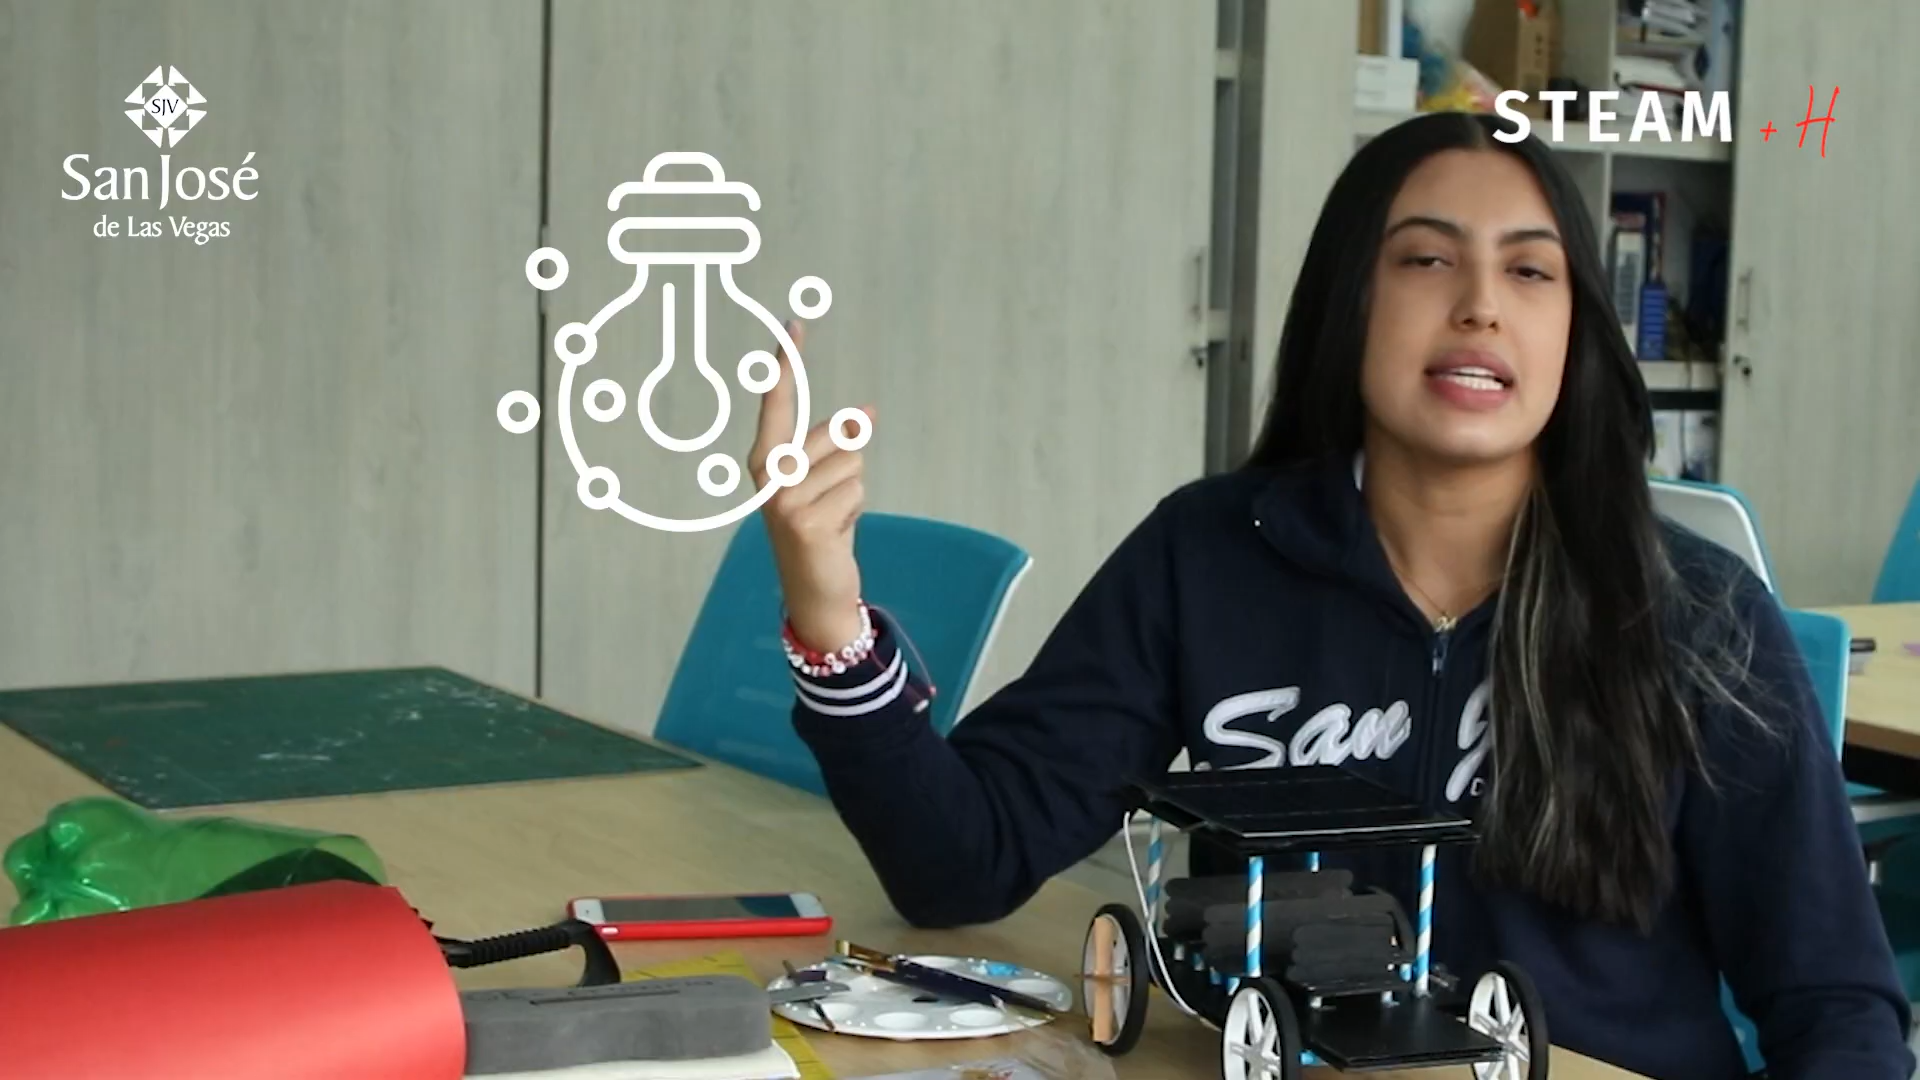 SJV
San José
de Las Vegas
STEAM + H
San J